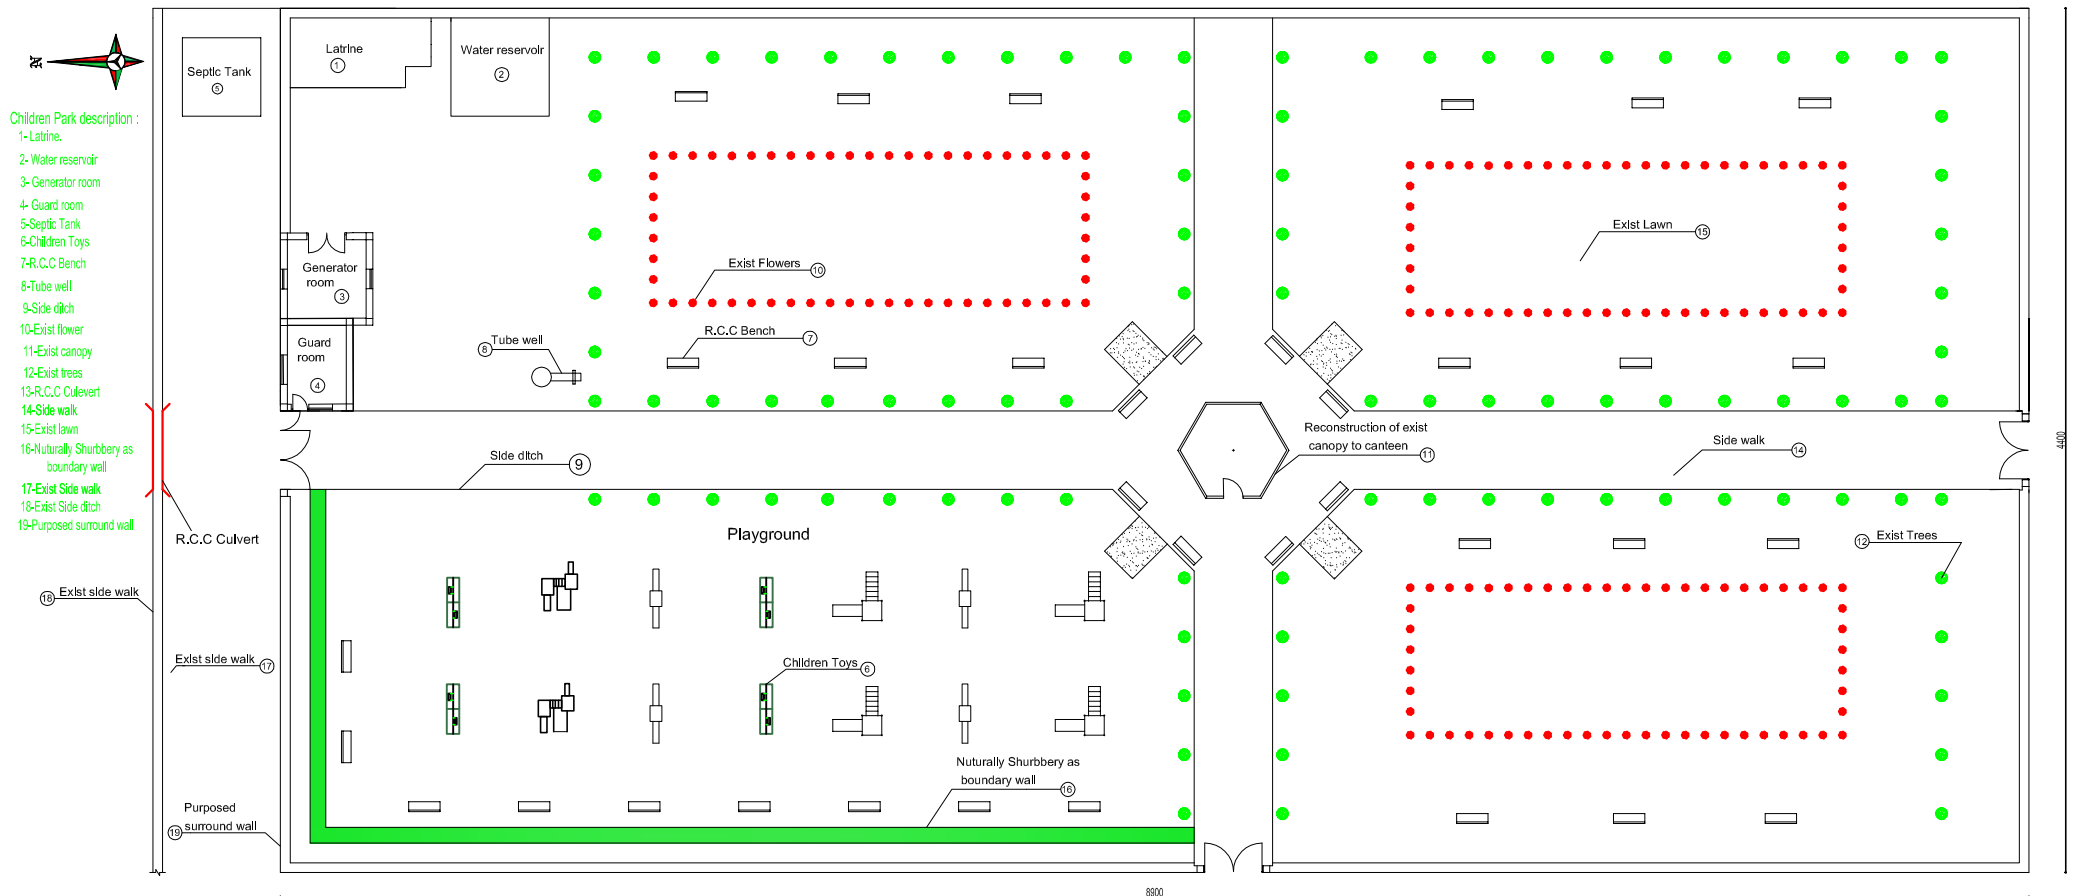 N
Children Park description :
1- Latrine.
2- Water reservoir
3- Generator room
4- Guard room
5-Septic Tank
6-Children Toys
7-R.C.C Bench
8-Tube well
9-Side ditch
10-Exist flower
11-Exist canopy
12-Exist trees
13-R.C.C Culevert
14-Side walk
15-Exist lawn
16-Nuturally Shurbbery as
boundary wall
17-Exist Side walk
18-Exist Side ditch
19-Purposed surround wall
Septic Tank
5
Latrine
1
Water reservoir
2
Generator
room
3
Guard
room
4
Exist Flowers
10
R.C.C Bench
7
8
Tube well
Exist Lawn
15
Side ditch
9
Reconstruction of exist
canopy to canteen
11
Side walk
14
4400
R.C.C Culvert
18
Exist side walk
Exist side walk
17
Playground
Children Toys
6
12
Exist Trees
Nuturally Shurbbery as
boundary wall
16
Purposed
surround wall
19
8900